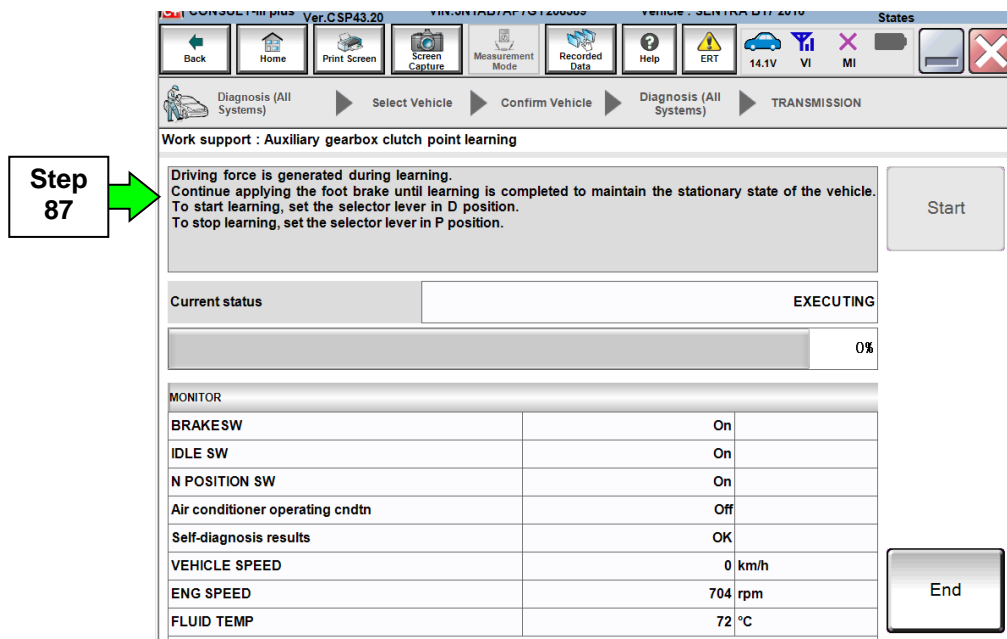 CONSULT-III plus Ver.CSP43.20 States
Back
Home
Print Screen
Screen
Capture
Measurement
Mode
Recorded
Data
Help
ERT
14.1V
VI
MI
Diagnosis (All
Systems)
Select Vehicle
Confirm Vehicle
Diagnosis (All
Systems)
TRANSMISSION
Work support : Auxiliary gearbox clutch point learning
Step
87
Driving force is generated during learning.
Continue applying the foot brake until learning is completed to maintain the stationary state of the vehicle.
To start learning, set the selector lever in D position.
To stop learning, set the selector lever in P position.
Start
Current status EXECUTING
0%
MONITOR
BRAKESW On
IDLE SW On
N POSITION SW On
Air conditioner operating cndtn Off
Self-diagnosis results OK
VEHICLE SPEED 0 km/h
ENG SPEED 704 rpm
FLUID TEMP 72 °C
End